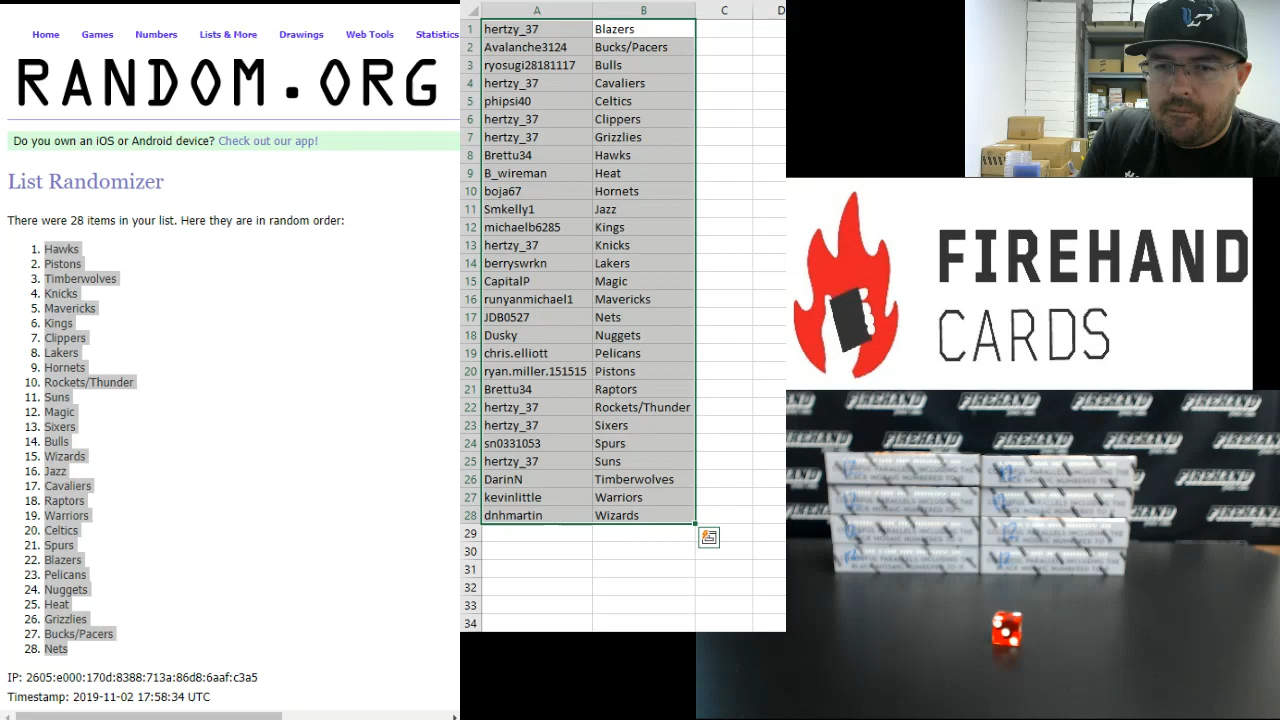 Home Games Numbers Lists & More Drawings Web Tools Statistics
RANDOM.ORG
Do you own an iOS or Android device? Check out our app!
List Randomizer
There were 28 items in your list. Here they are in random order:
1. Hawks
2. Pistons
3. Timberwolves
4. Knicks
5. Mavericks
6. Kings
7. Clippers
8. Lakers
9. Hornets
10. Rockets/Thunder
11. Suns
12. Magic
13. Sixers
14. Bulls
15. Wizards
16. Jazz
17. Cavaliers
18. Raptors
19. Warriors
20. Celtics
21. Spurs
22. Blazers
23. Pelicans
24. Nuggets
25. Heat
26. Grizzlies
27. Bucks/Pacers
28. Nets
IP: 2605:e000:170d:8388:713a:86d8:6aaf:c3a5
Timestamp: 2019-11-02 17:58:34 UTC
A B C D
1 hertzy_37 Blazers
2 Avalanche3124 Bucks/Pacers
3 ryosugi28181117 Bulls
4 hertzy_37 Cavaliers
5 phipsi40 Celtics
6 hertzy_37 Clippers
7 hertzy_37 Grizzlies
8 Brettu34 Hawks
9 B_wireman Heat
10 boja67 Hornets
11 Smkelly1 Jazz
12 michaelb6285 Kings
13 hertzy_37 Knicks
14 berryswrkn Lakers
15 CapitalP Magic
16 runyanmichael1 Mavericks
17 JDB0527 Nets
18 Dusky Nuggets
19 chris.elliott Pelicans
20 ryan.miller.151515 Pistons
21 Brettu34 Raptors
22 hertzy_37 Rockets/Thunder
23 hertzy_37 Sixers
24 sn0331053 Spurs
25 hertzy_37 Suns
26 DarinN Timberwolves
27 kevinlittle Warriors
28 dnhmartin Wizards
29
30
31
32
33
34
FIREHAND
CARDS